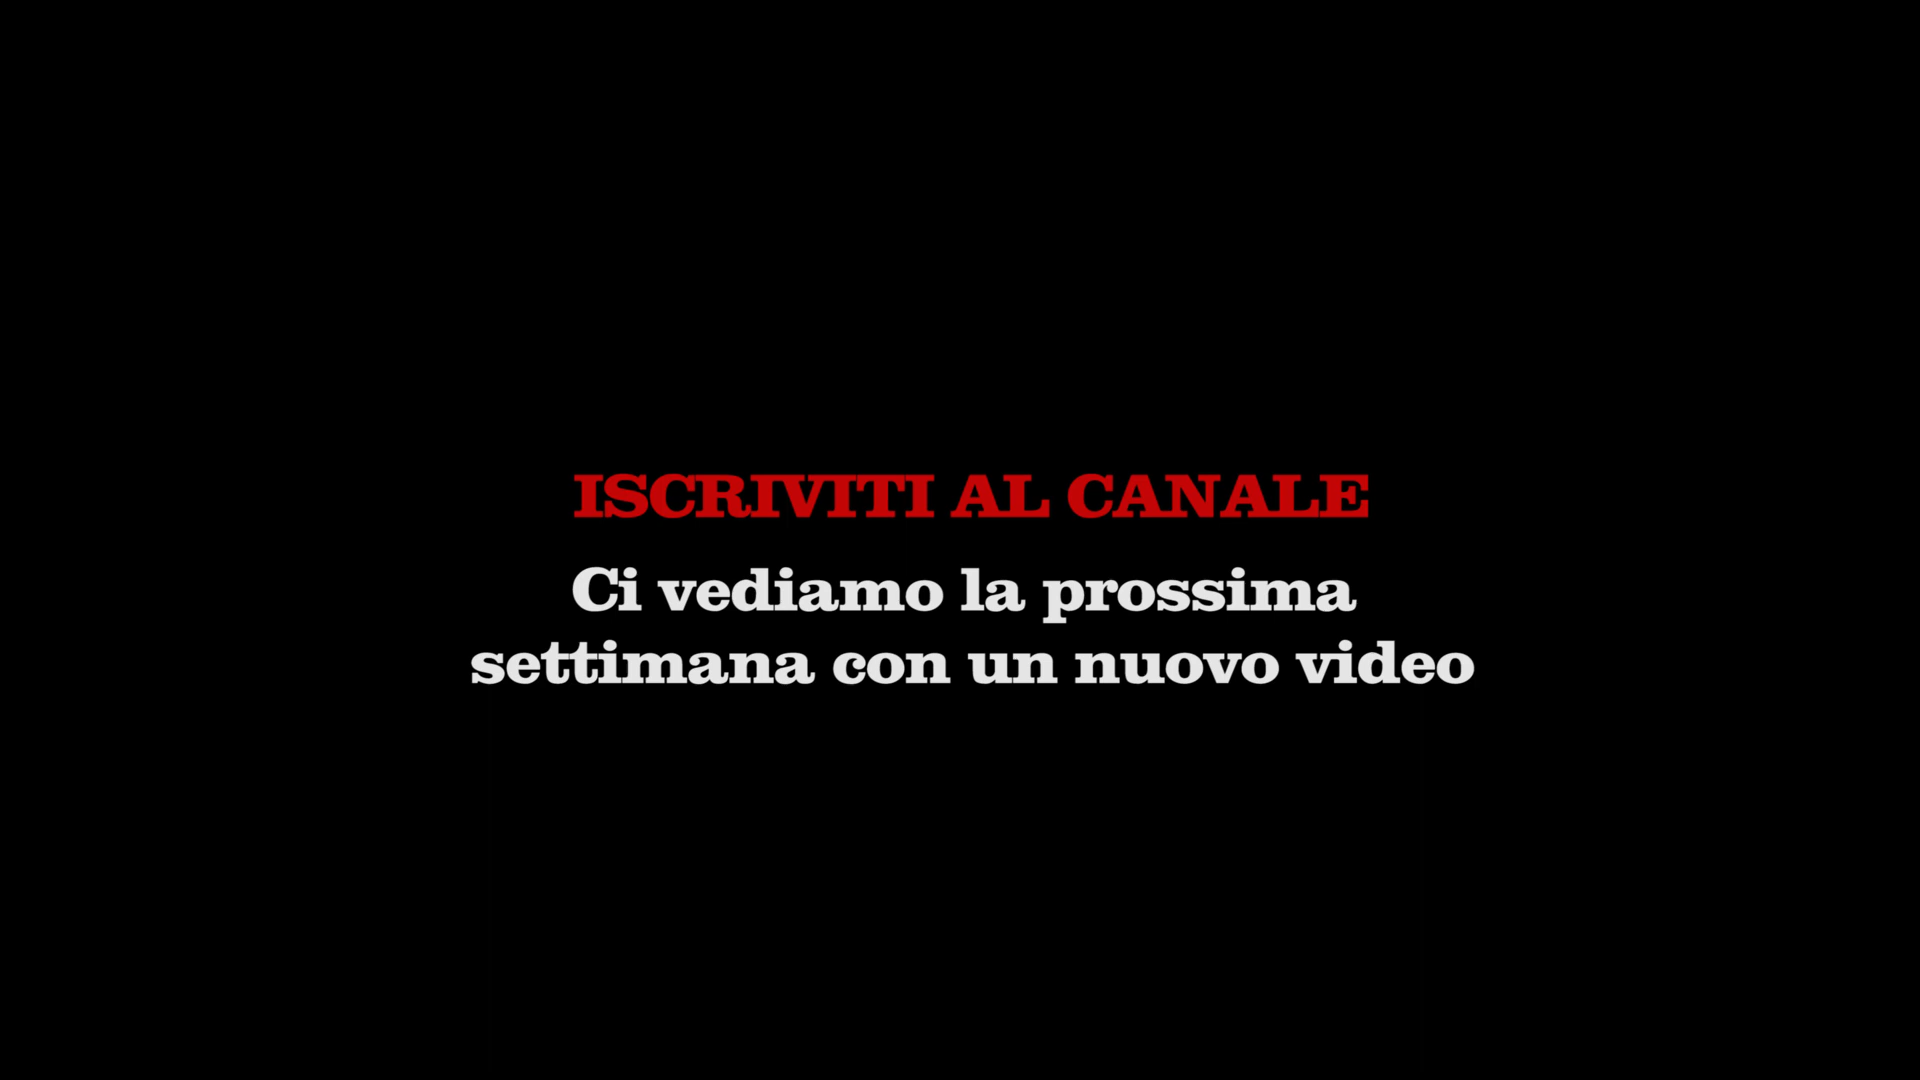 ISCRIVITI AL CANALE
Ci vediamo la prossima
settimana con un nuovo video